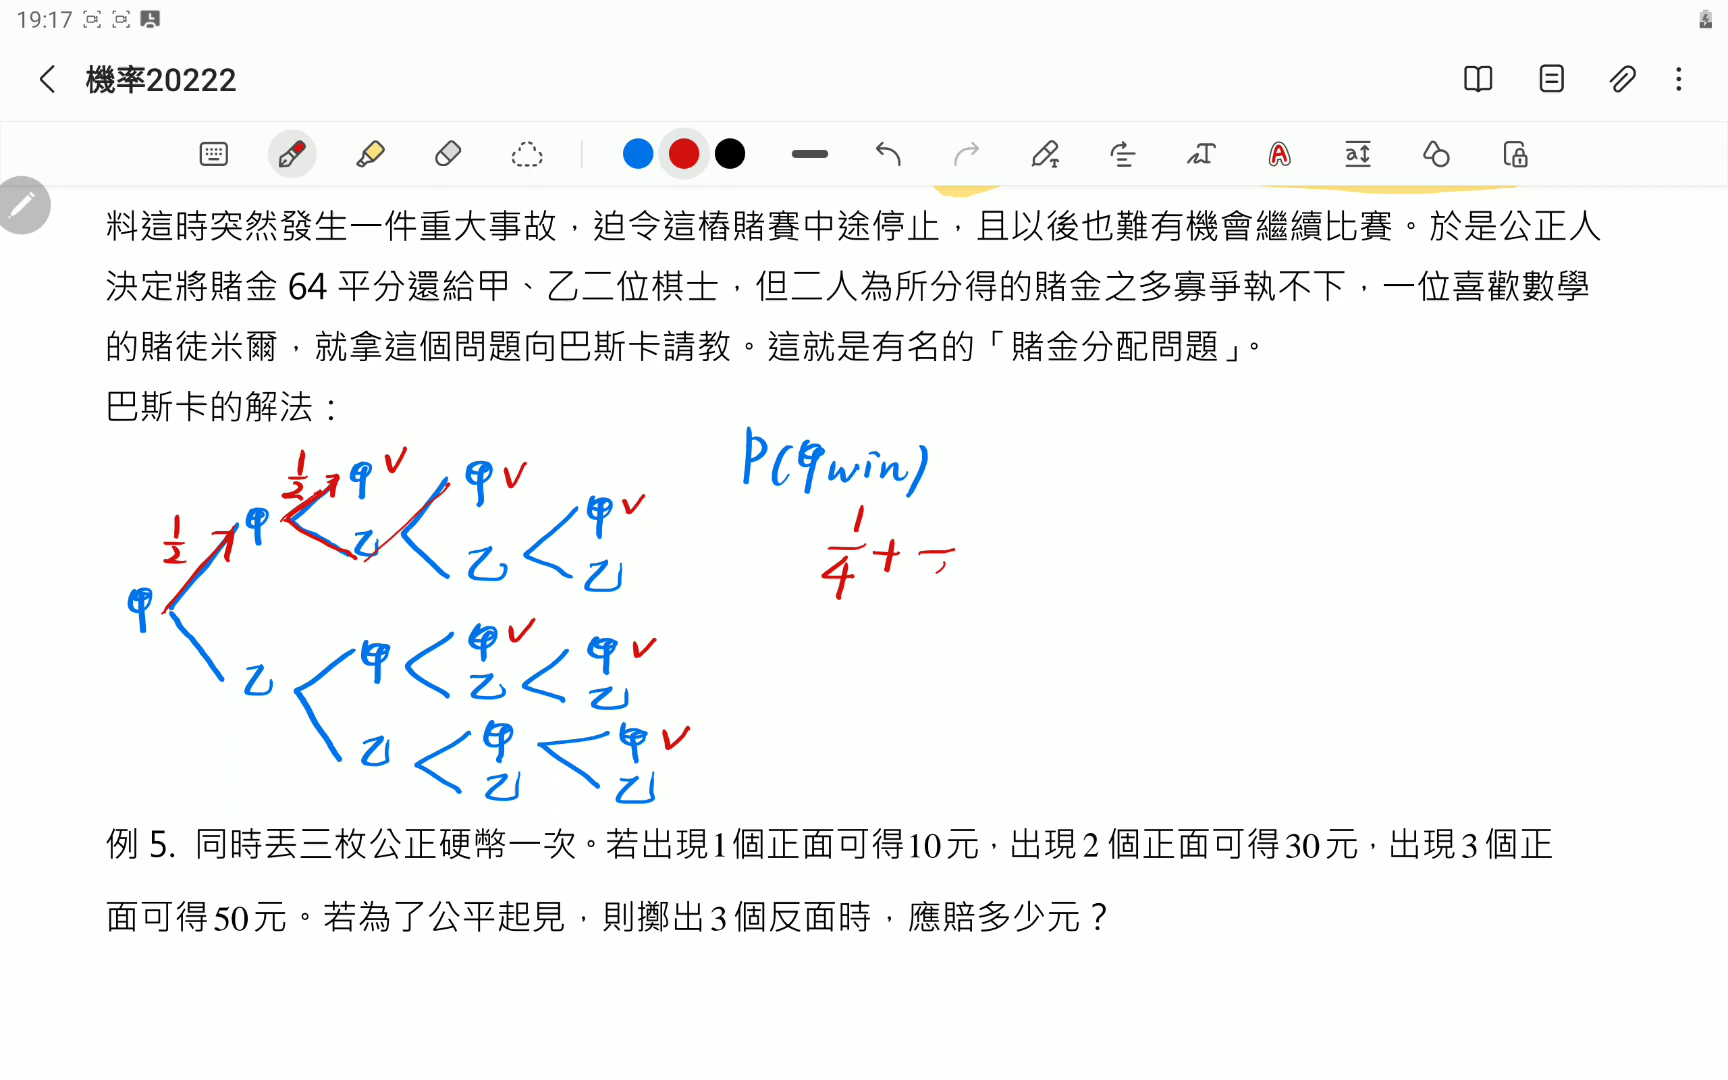 19:17
機率20222
料這時突然發生一件重大事故，迫令這樁賭賽中途停止，且以後也難有機會繼續比賽。於是公正人
決定將賭金 64 平分還給甲、乙二位棋士，但二人為所分得的賭金之多寡爭執不下，一位喜歡數學
的賭徒米爾，就拿這個問題向巴斯卡請教。這就是有名的「賭金分配問題」。
巴斯卡的解法：
P(甲win)
1/2 甲 ✓ 甲 ✓
1/2 甲 乙 乙 甲 ✓
乙
甲
1/4 +
乙 甲 甲 ✓ 甲 ✓
乙 乙
乙 甲 甲 ✓
乙 乙
例 5. 同時丟三枚公正硬幣一次。若出現1個正面可得10元，出現2 個正面可得30元，出現3個正
面可得50元。若為了公平起見，則擲出3個反面時，應賠多少元？